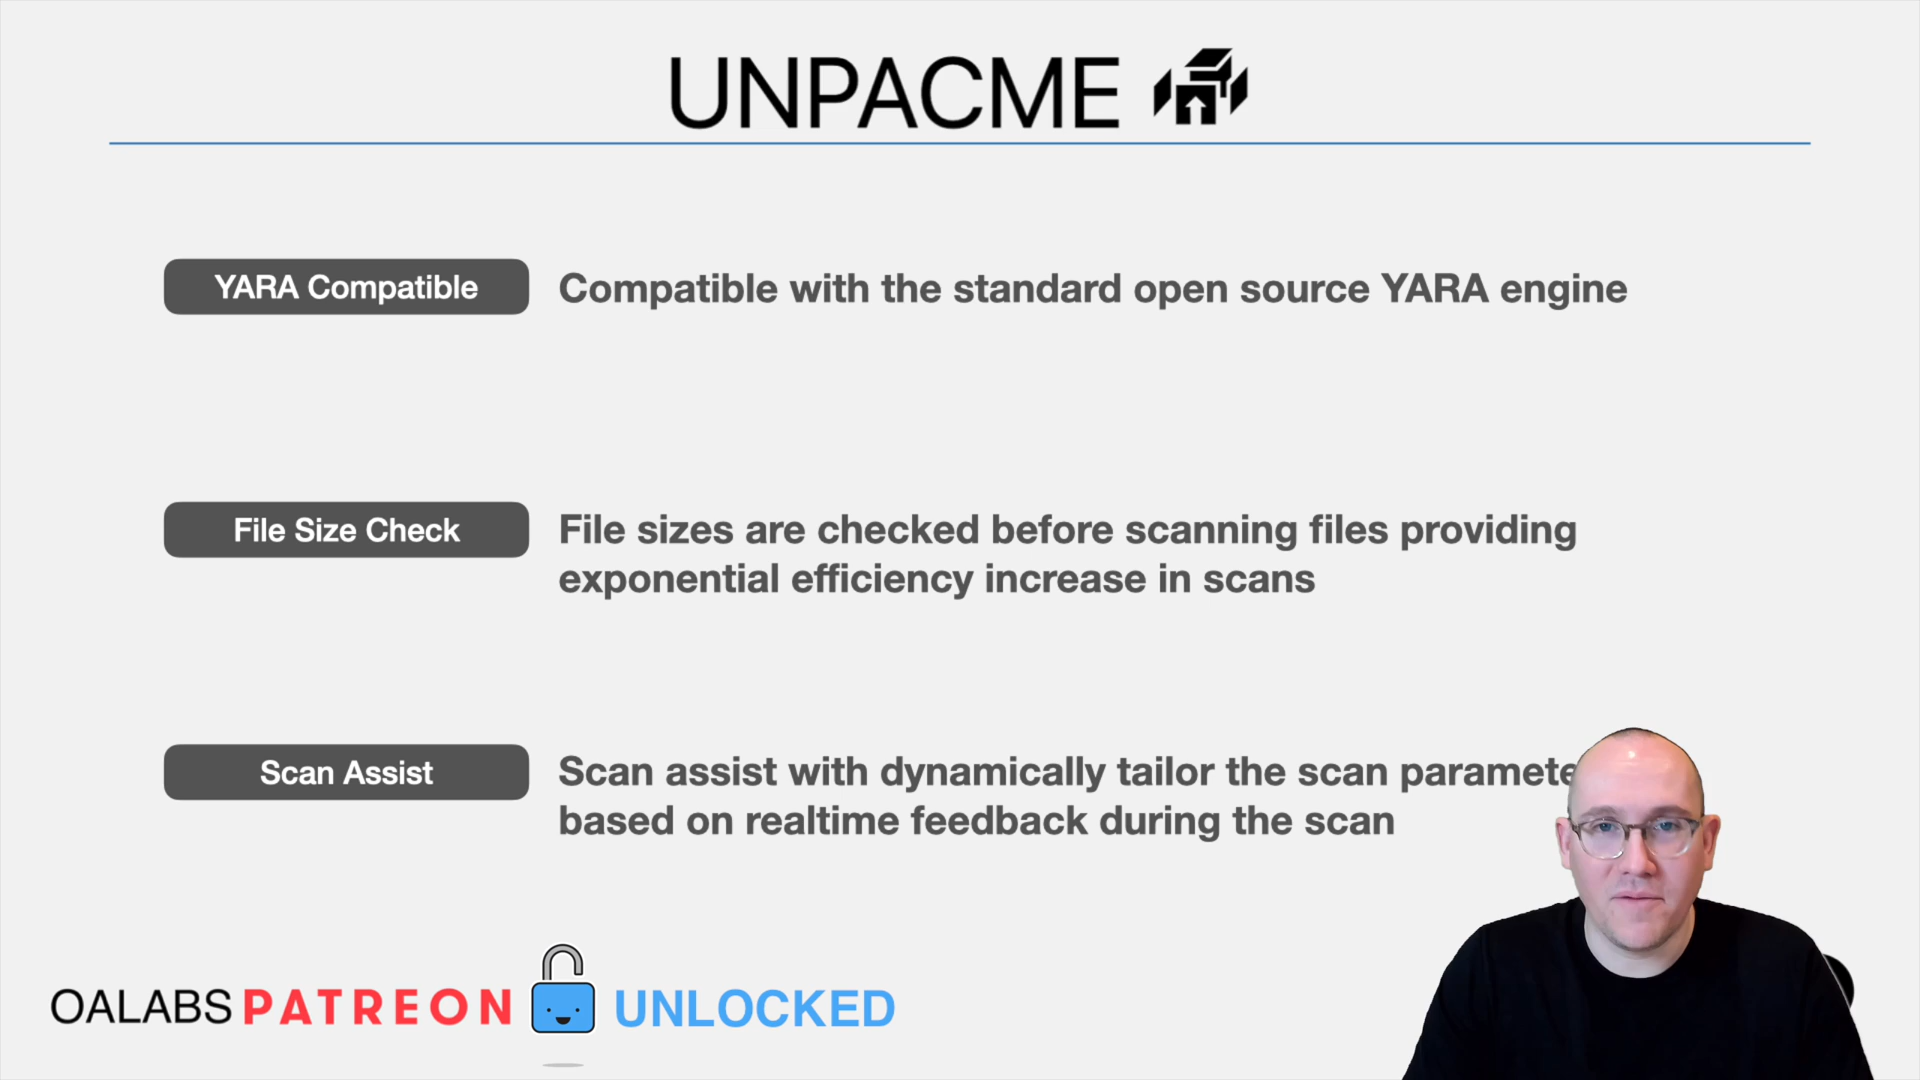 UNPACME
YARA Compatible
Compatible with the standard open source YARA engine
File Size Check
File sizes are checked before scanning files providing
exponential efficiency increase in scans
Scan Assist
Scan assist with dynamically tailor the scan
based on realtime feedback during the scan
OALABS PATREON UNLOCKED